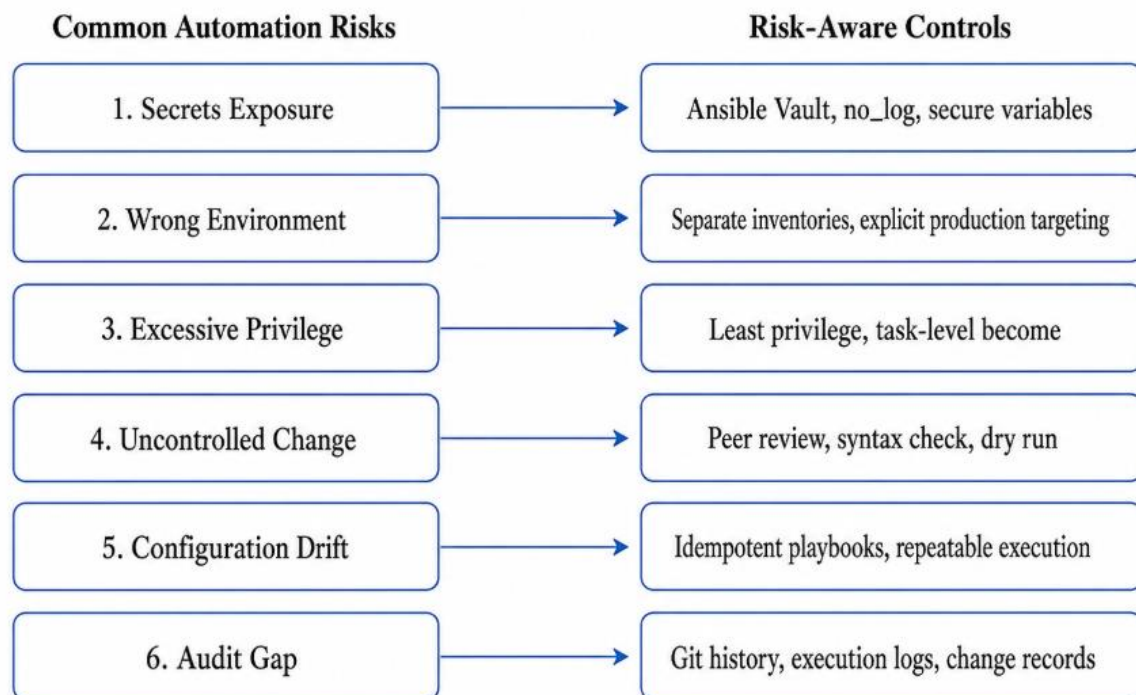 Common Automation Risks
Risk-Aware Controls
1. Secrets Exposure
Ansible Vault, no_log, secure variables
2. Wrong Environment
Separate inventories, explicit production targeting
3. Excessive Privilege
Least privilege, task-level become
4. Uncontrolled Change
Peer review, syntax check, dry run
5. Configuration Drift
Idempotent playbooks, repeatable execution
6. Audit Gap
Git history, execution logs, change records